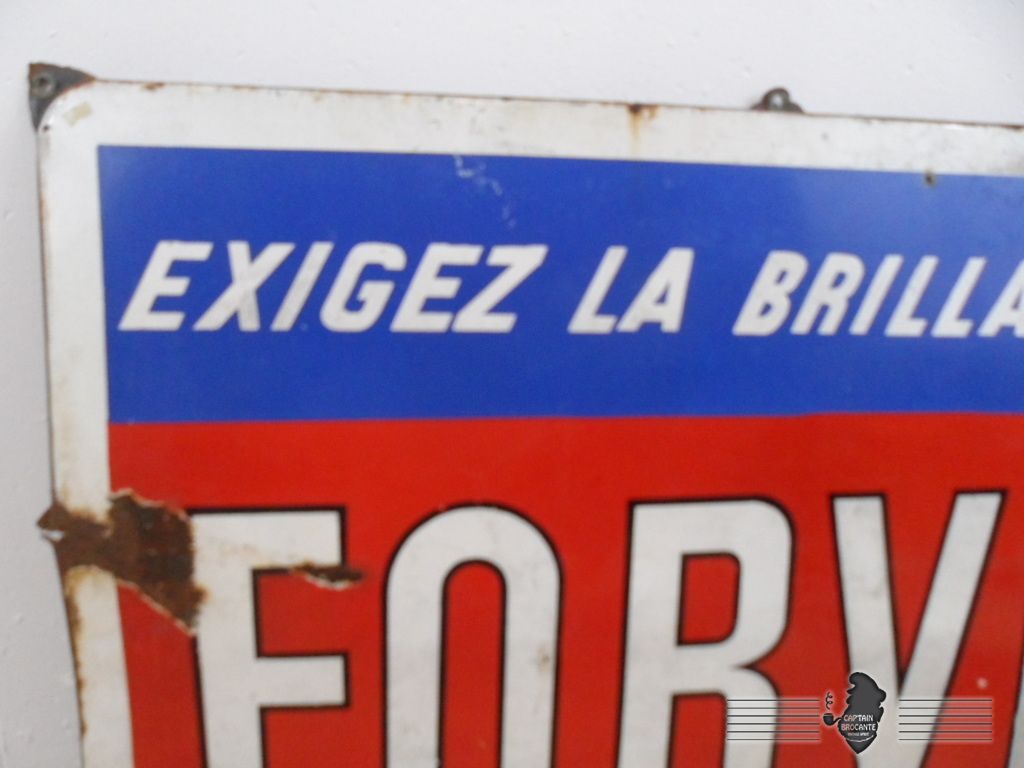 EXIGEZ LA BRILLA
FORV
CAPTAIN
BROCANTE